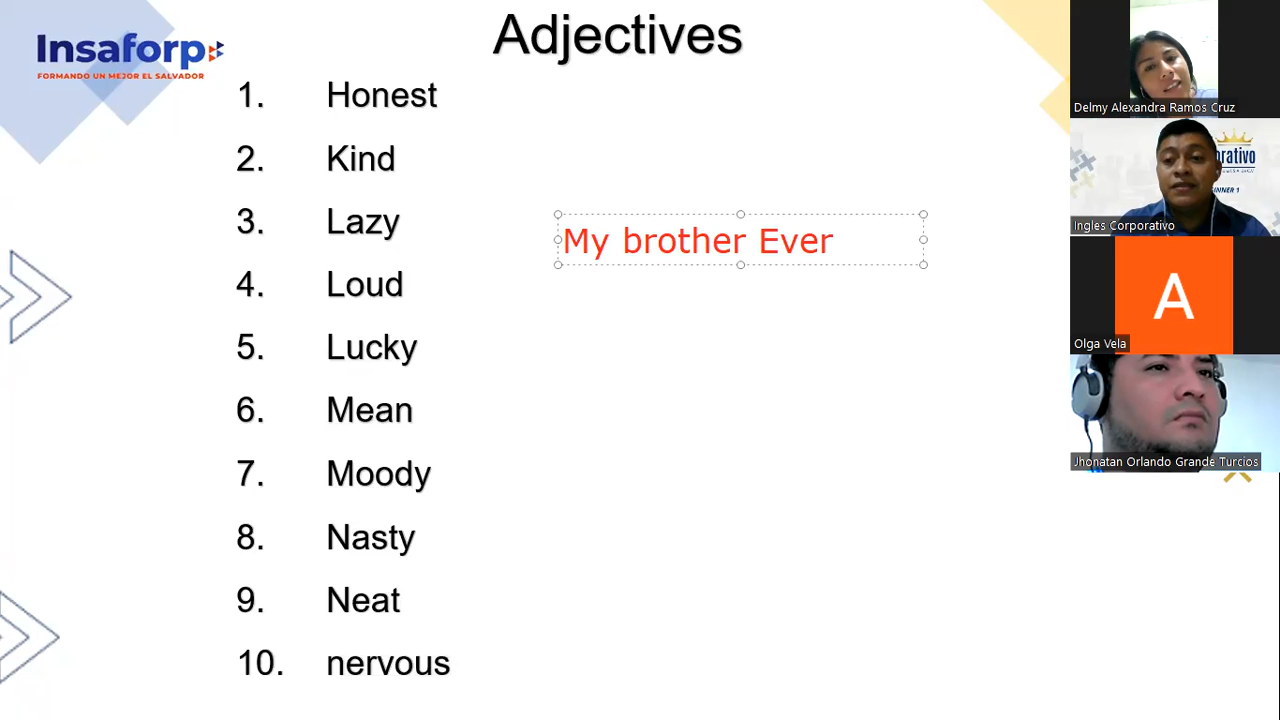 Adjectives
Insaforp
FORMANDO UN MEJOR EL SALVADOR
1. Honest
2. Kind
3. Lazy
4. Loud
5. Lucky
6. Mean
7. Moody
8. Nasty
9. Neat
10. nervous
My brother Ever
Delmy Alexandra Ramos Cruz
Ingles Corporativo
A
Olga Vela
Jhonatan Orlando Grande Turcios